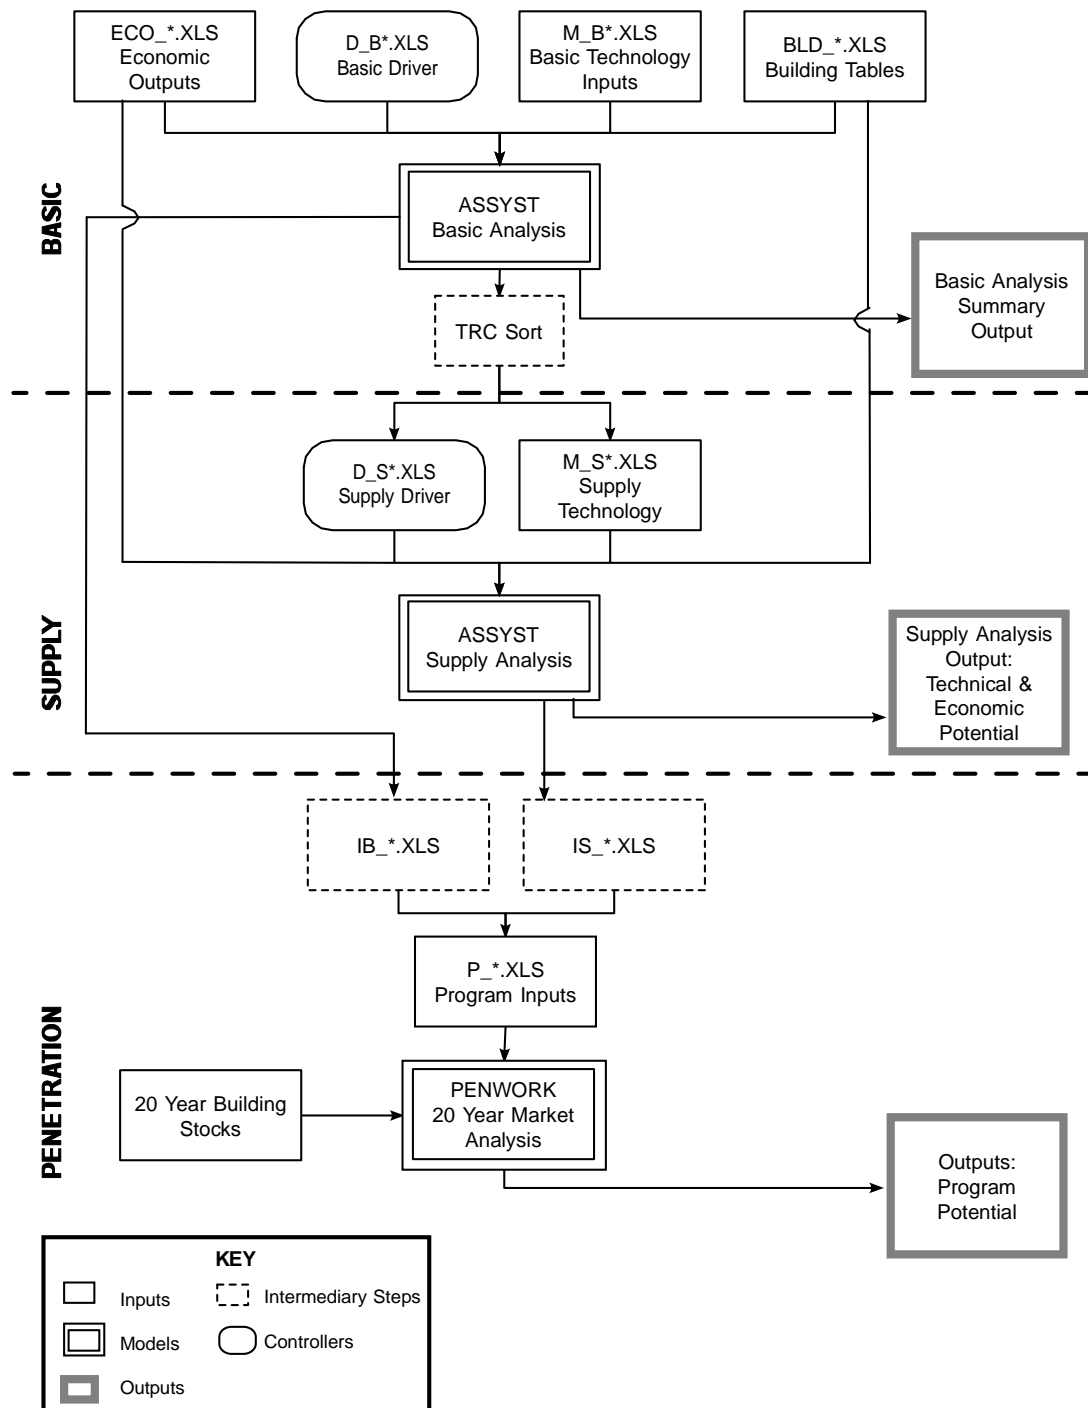 ECO_*.XLS
Economic
Outputs
D_B*.XLS
Basic Driver
M_B*.XLS
Basic Technology
Inputs
BLD_*.XLS
Building Tables
BASIC
ASSYST
Basic Analysis
Basic Analysis
Summary
Output
TRC Sort
D_S*.XLS
Supply Driver
M_S*.XLS
Supply
Technology
SUPPLY
ASSYST
Supply Analysis
Supply Analysis
Output:
Technical &
Economic
Potential
IB_*.XLS
IS_*.XLS
P_*.XLS
Program Inputs
PENETRATION
20 Year Building
Stocks
PENWORK
20 Year Market
Analysis
Outputs:
Program
Potential
KEY
Inputs
Intermediary Steps
Models
Controllers
Outputs